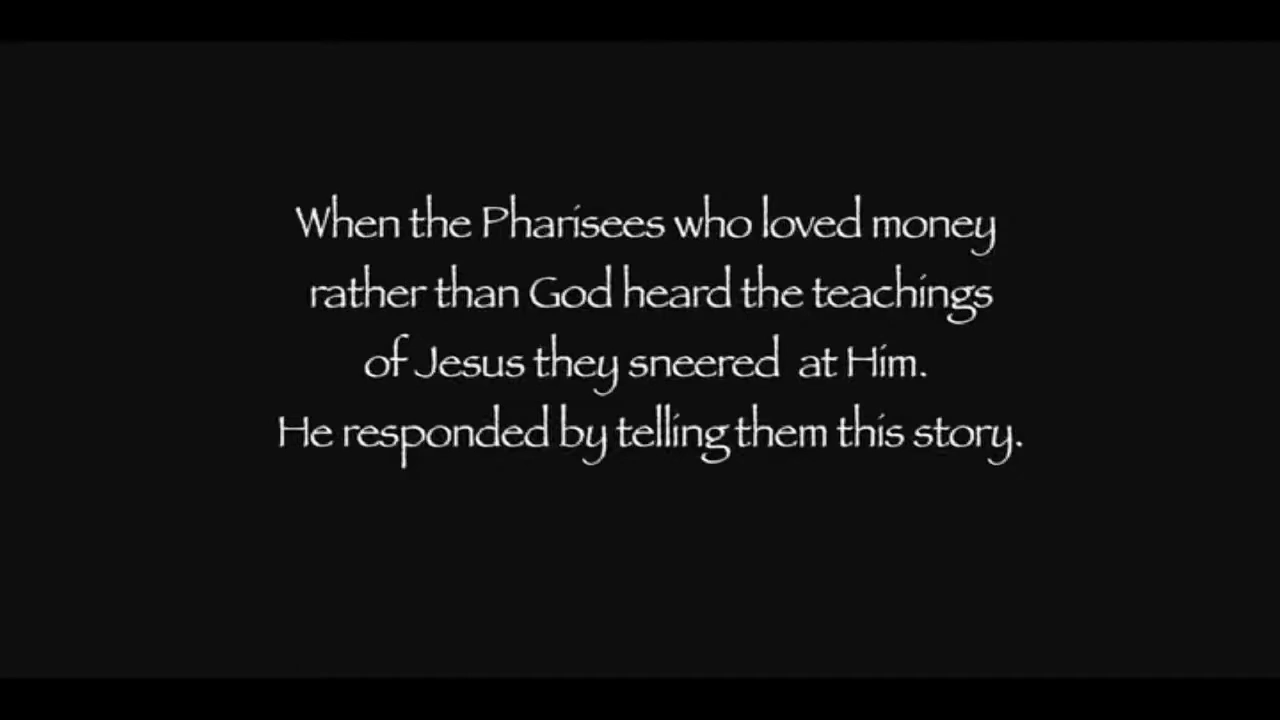 When the Pharisees who loved money
rather than God heard the teachings
of Jesus they sneered at Him.
He responded by telling them this story.